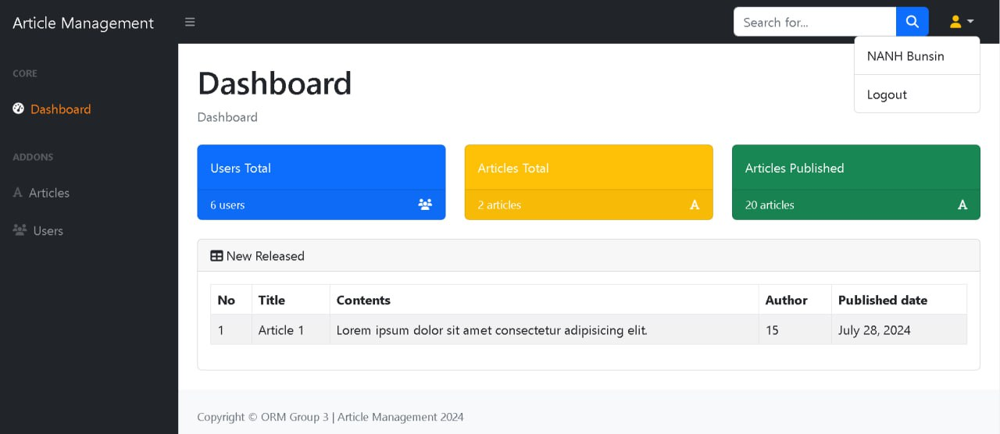 Article Management
Search for...
NANH Bunsin
Logout
CORE
Dashboard
ADDONS
Articles
Users
Dashboard
Dashboard
Users Total
6 users
Articles Total
2 articles
Articles Published
20 articles
New Released
No Title Contents Author Published date
1 Article 1 Lorem ipsum dolor sit amet consectetur adipisicing elit. 15 July 28, 2024
Copyright © ORM Group 3 | Article Management 2024